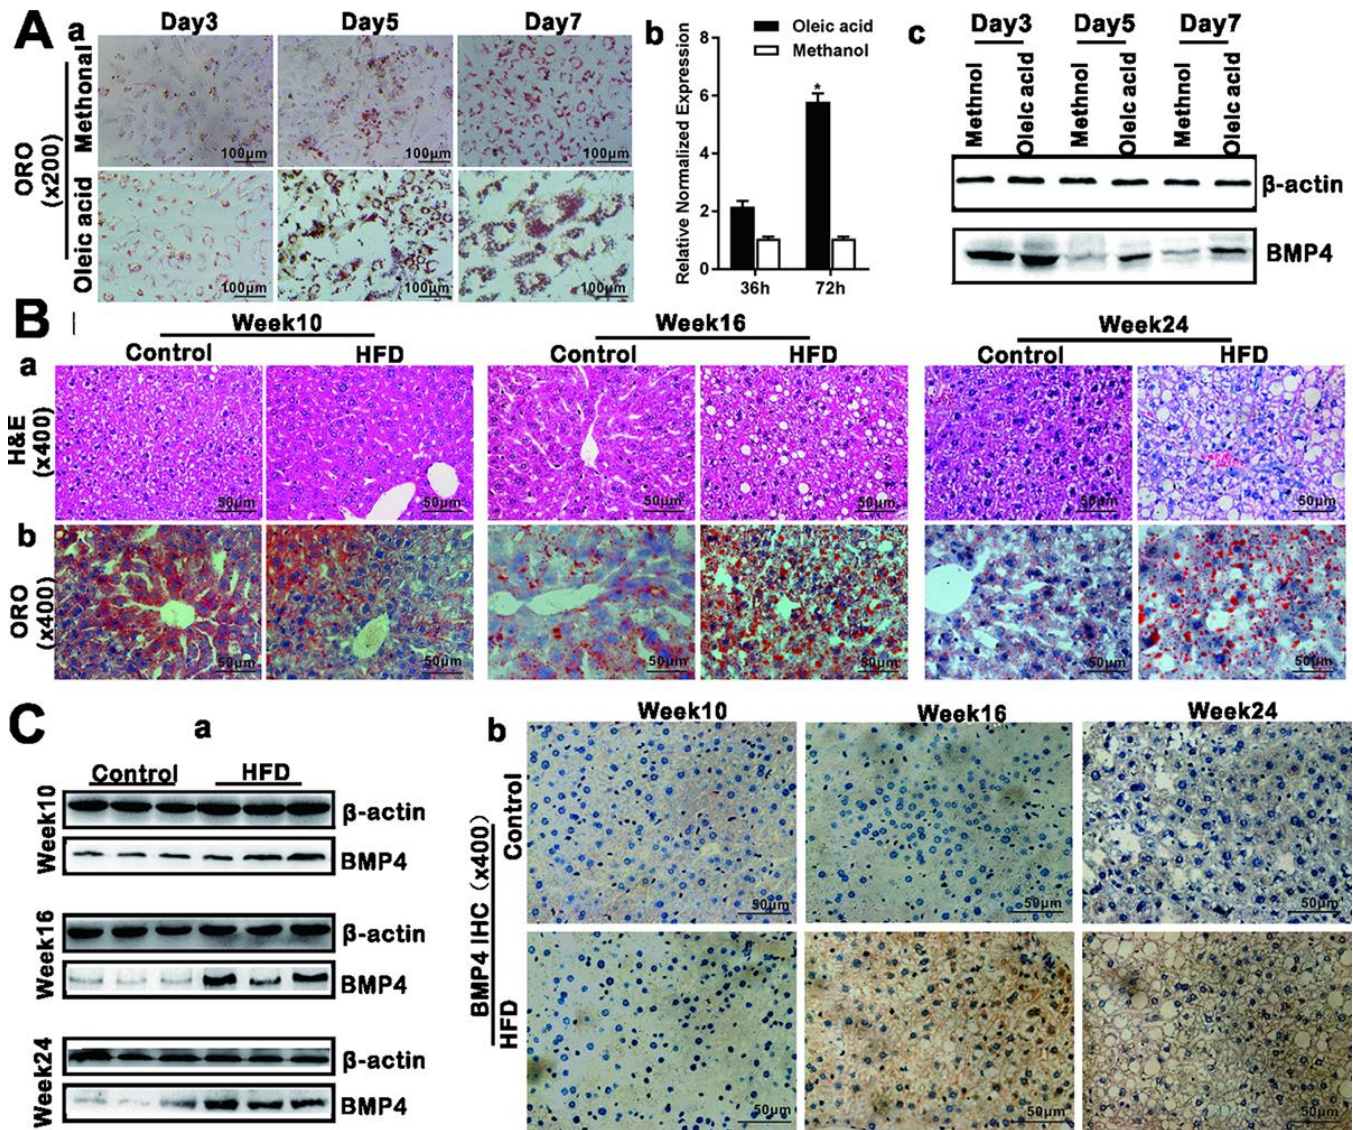 A
a
Day3
Day5
Day7
ORO
(x200)
Methonal
Oleic acid
100μm
100μm
100μm
100μm
100μm
100μm
b
Oleic acid
Methanol
Relative Normalized Expression
8
6
4
2
0
*
36h
72h
c
Day3
Day5
Day7
Methnol
Oleic acid
Methnol
Oleic acid
Methnol
Oleic acid
β-actin
BMP4
B
Week10
Week16
Week24
Control
HFD
Control
HFD
Control
HFD
a
H&E
(x400)
50μm
50μm
50μm
50μm
50μm
50μm
b
ORO
(x400)
50μm
50μm
50μm
50μm
50μm
50μm
C
a
Control
HFD
Week10
β-actin
BMP4
Week16
β-actin
BMP4
Week24
β-actin
BMP4
b
Week10
Week16
Week24
BMP4 IHC (x400)
Control
HFD
50μm
50μm
50μm
50μm
50μm
50μm